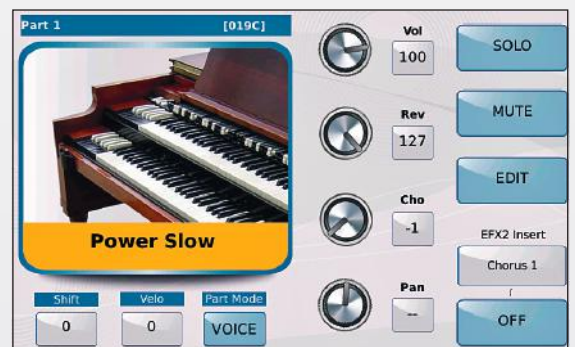 Part 1 [019C]
Power Slow
Shift Velo Part Mode
0 0 VOICE
Vol
100
Rev
127
Cho
-1
Pan
--
SOLO
MUTE
EDIT
EFX2 Insert
Chorus 1
OFF